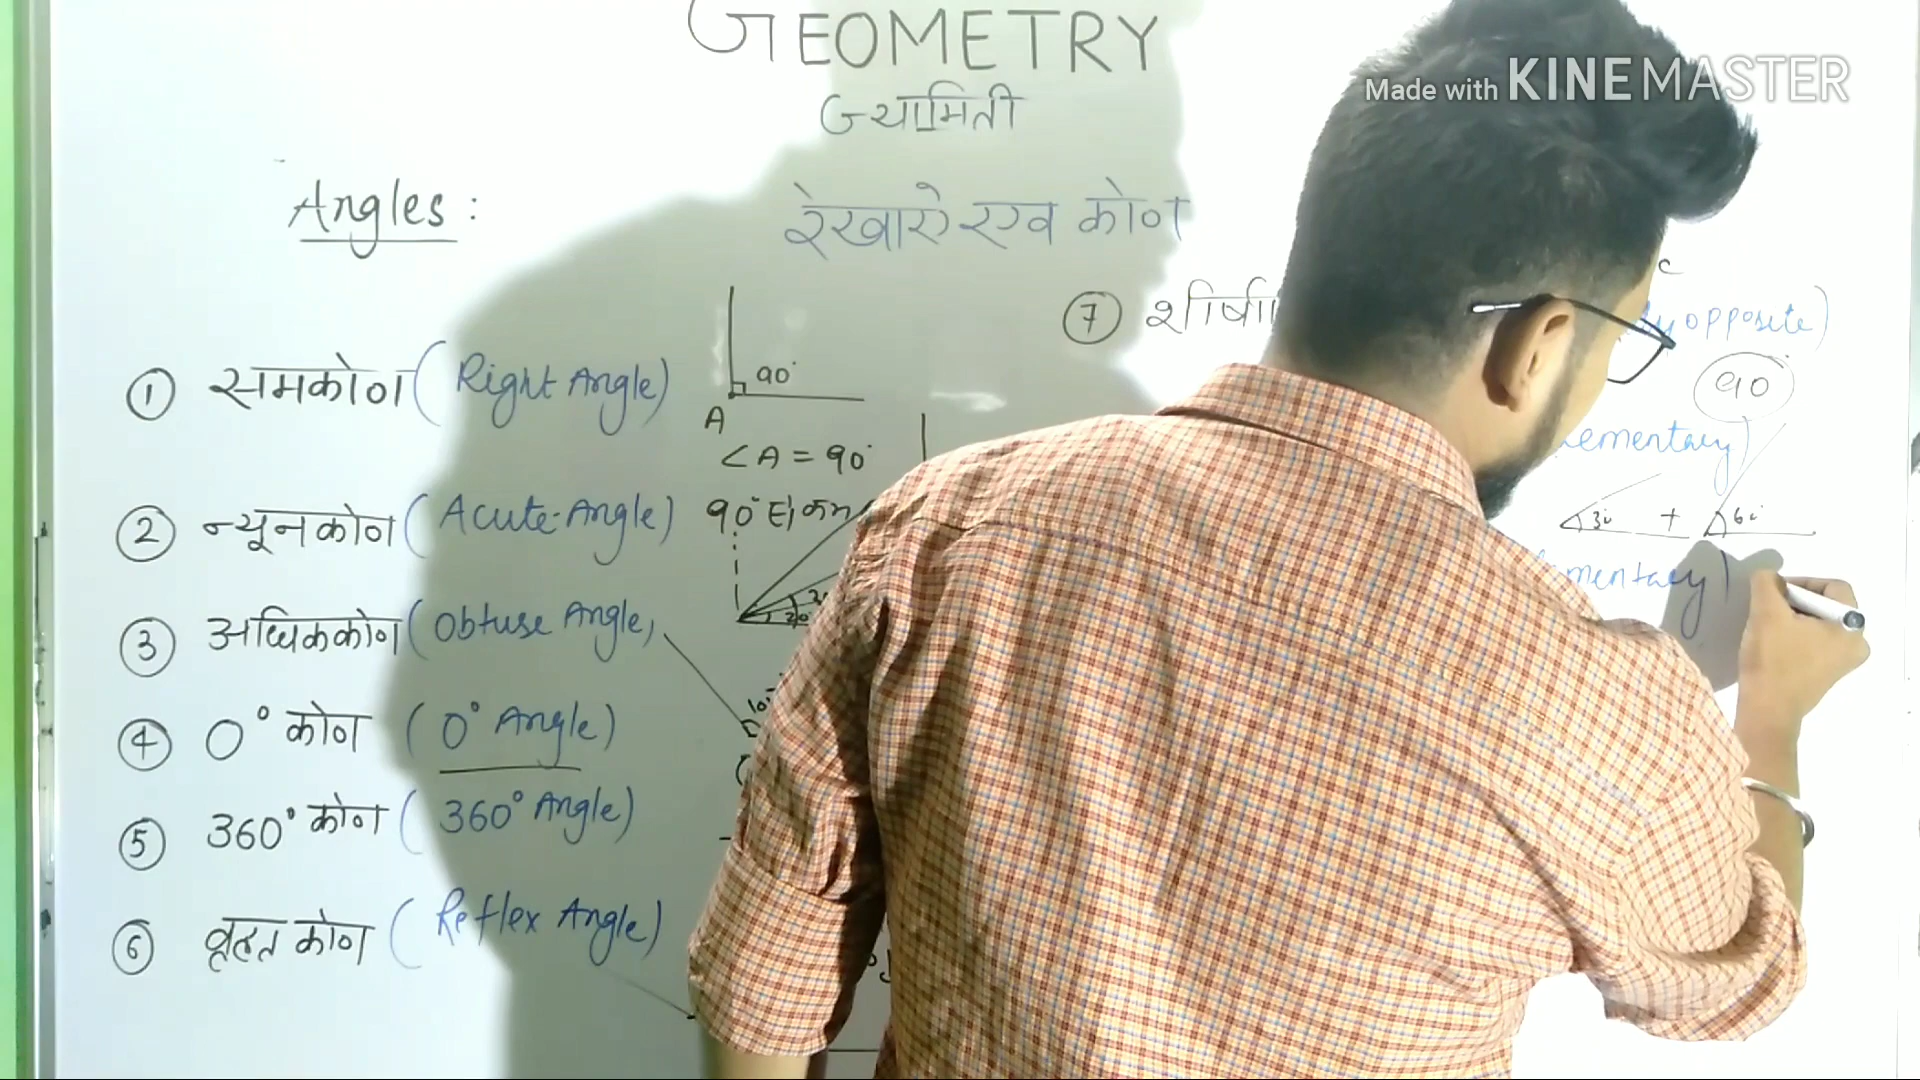 GEOMETRY
Made with KINEMASTER
ज्यामिती
Angles :
रेखाऐ एव कोण
C
7 शीर्षा
opposite)
① समकोण ( Right Angle)
90°
A
90
∠A = 90°
ementary)
② न्यून कोण ( Acute-Angle)
90° से कम
30 + 60°
mentary)
③ अधिककोण ( Obtuse Angle)
20°
④ 0° कोण ( 0° Angle)
⑤ 360° कोण ( 360° Angle)
⑥ वृहत कोण ( Reflex Angle)